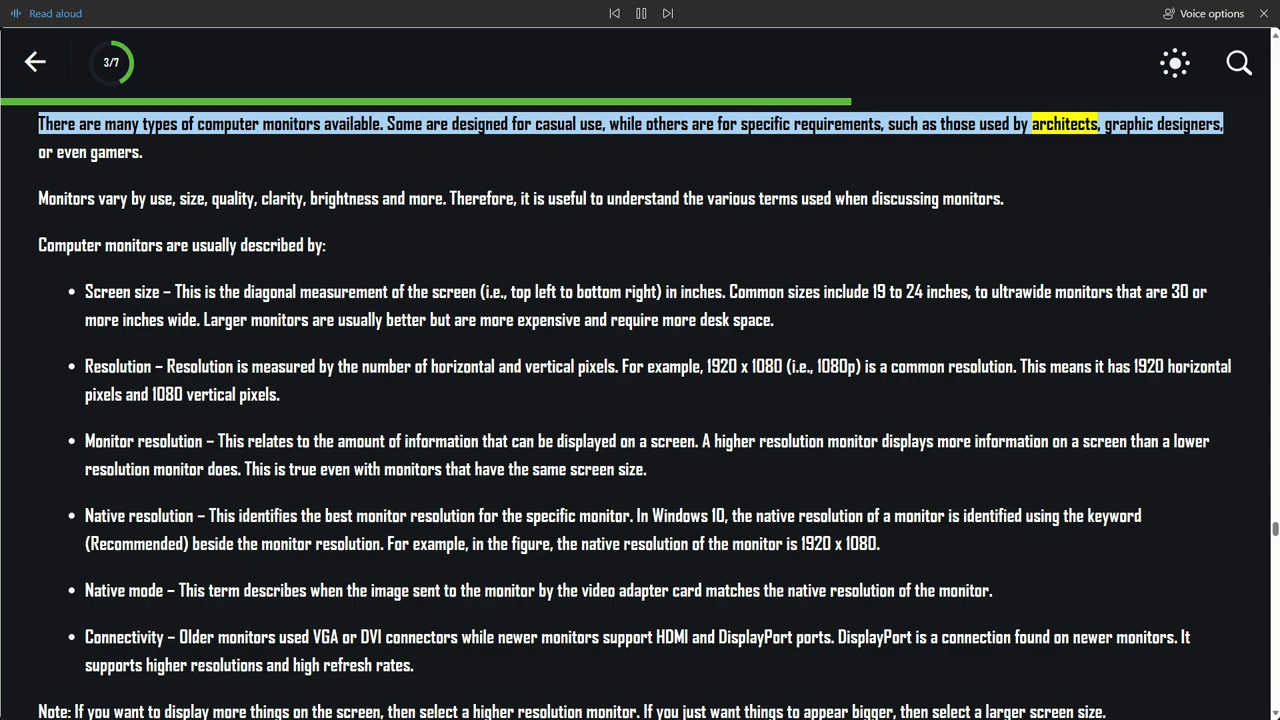 Read aloud
Voice options
3/7
There are many types of computer monitors available. Some are designed for casual use, while others are for specific requirements, such as those used by architects, graphic designers,
or even gamers.
Monitors vary by use, size, quality, clarity, brightness and more. Therefore, it is useful to understand the various terms used when discussing monitors.
Computer monitors are usually described by:
• Screen size – This is the diagonal measurement of the screen (i.e., top left to bottom right) in inches. Common sizes include 19 to 24 inches, to ultrawide monitors that are 30 or
more inches wide. Larger monitors are usually better but are more expensive and require more desk space.
• Resolution – Resolution is measured by the number of horizontal and vertical pixels. For example, 1920 x 1080 (i.e., 1080p) is a common resolution. This means it has 1920 horizontal
pixels and 1080 vertical pixels.
• Monitor resolution – This relates to the amount of information that can be displayed on a screen. A higher resolution monitor displays more information on a screen than a lower
resolution monitor does. This is true even with monitors that have the same screen size.
• Native resolution – This identifies the best monitor resolution for the specific monitor. In Windows 10, the native resolution of a monitor is identified using the keyword
(Recommended) beside the monitor resolution. For example, in the figure, the native resolution of the monitor is 1920 x 1080.
• Native mode – This term describes when the image sent to the monitor by the video adapter card matches the native resolution of the monitor.
• Connectivity – Older monitors used VGA or DVI connectors while newer monitors support HDMI and DisplayPort ports. DisplayPort is a connection found on newer monitors. It
supports higher resolutions and high refresh rates.
Note: If you want to display more things on the screen, then select a higher resolution monitor. If you just want things to appear bigger, then select a larger screen size.